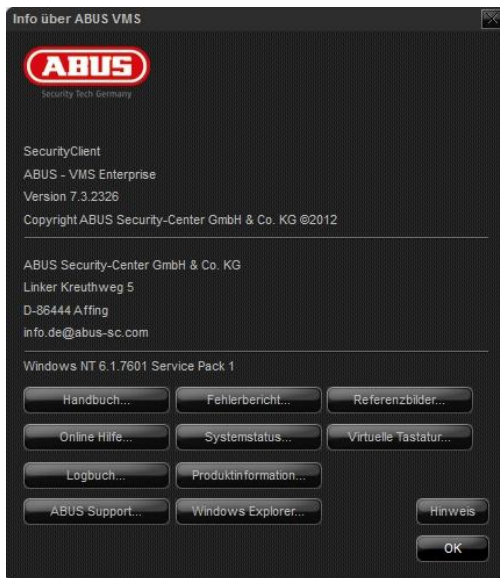 Info über ABUS VMS
ABUS
Security Tech Germany
SecurityClient
ABUS - VMS Enterprise
Version 7.3.2326
Copyright ABUS Security-Center GmbH & Co. KG ©2012
ABUS Security-Center GmbH & Co. KG
Linker Kreuthweg 5
D-86444 Affing
info.de@abus-sc.com
Windows NT 6.1.7601 Service Pack 1
Handbuch... Fehlerbericht... Referenzbilder...
Online Hilfe... Systemstatus... Virtuelle Tastatur...
Logbuch... Produktinformation...
ABUS Support... Windows Explorer... Hinweis
OK